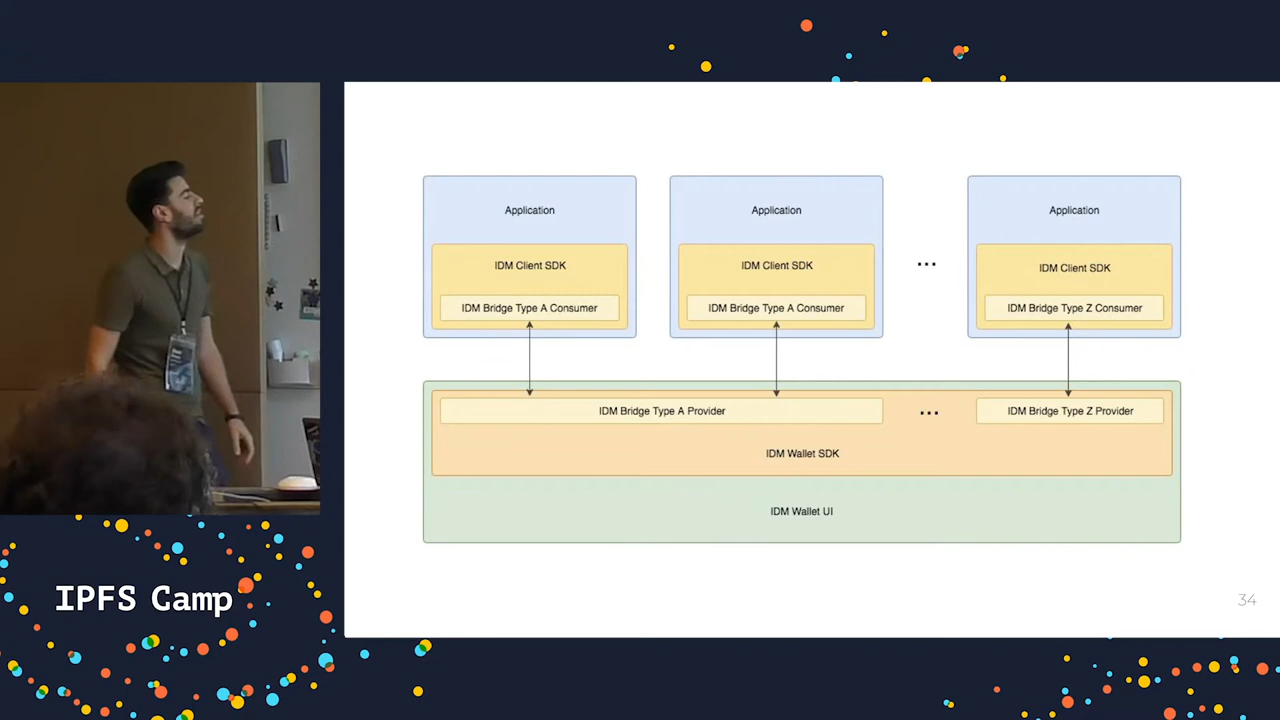 Application
Application
Application
IDM Client SDK
IDM Client SDK
...
IDM Client SDK
IDM Bridge Type A Consumer
IDM Bridge Type A Consumer
IDM Bridge Type Z Consumer
IDM Bridge Type A Provider
...
IDM Bridge Type Z Provider
IDM Wallet SDK
IDM Wallet UI
34
IPFS Camp